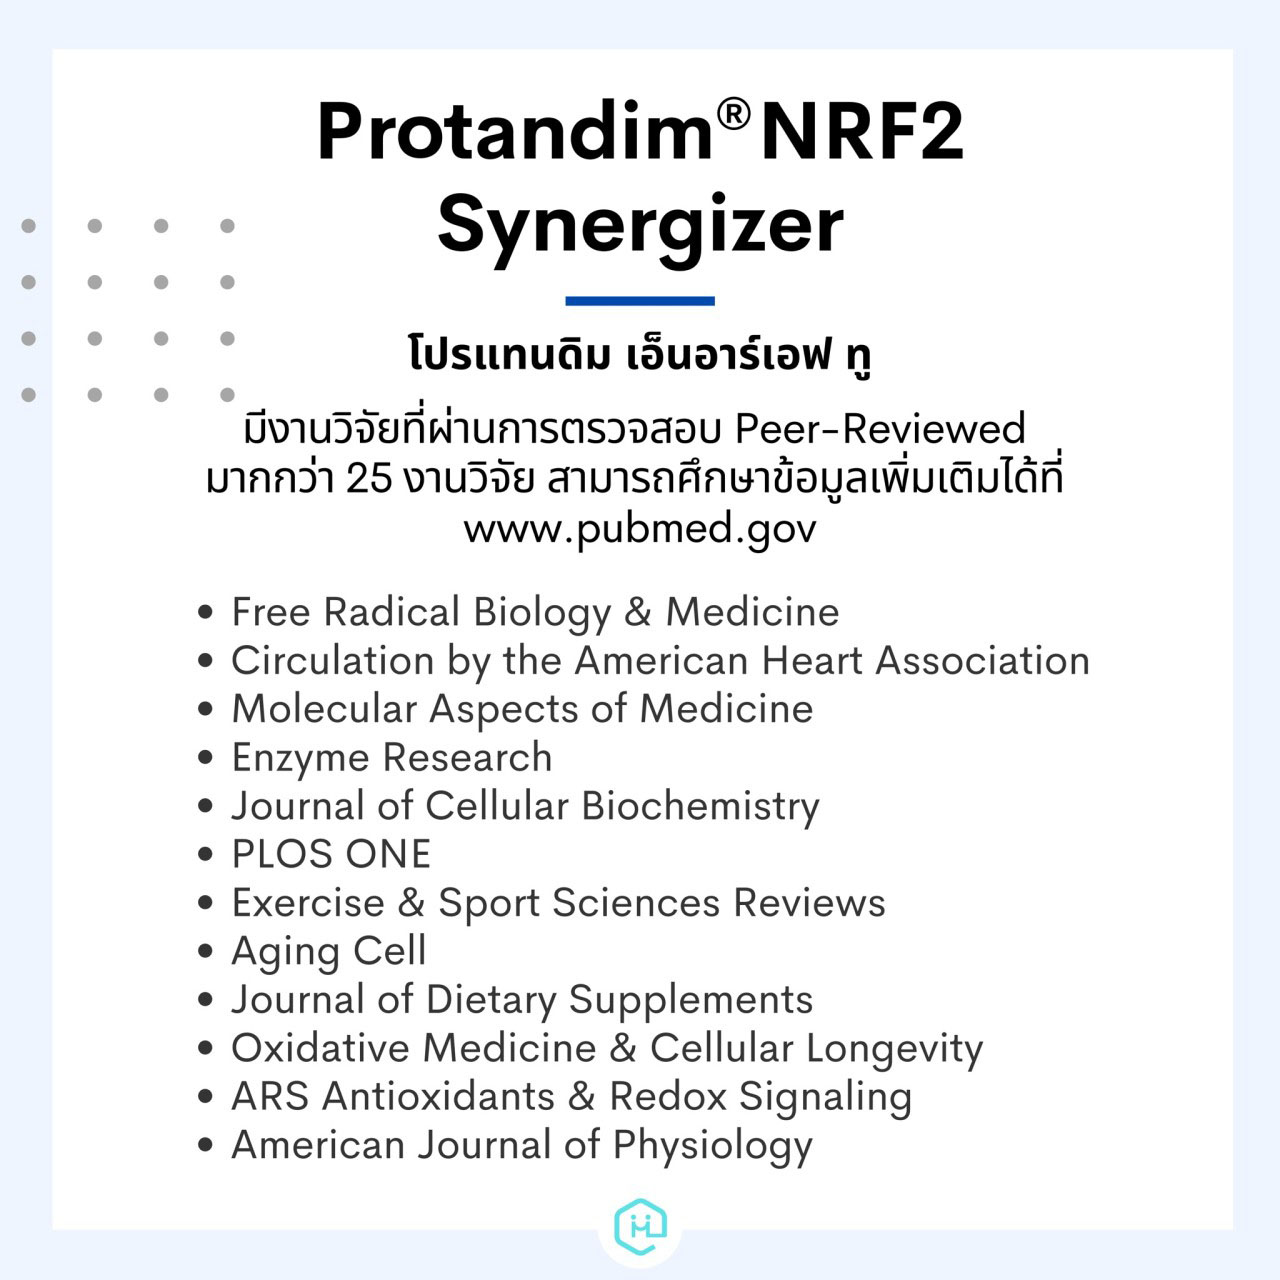 Protandim® NRF2
Synergizer
โปรแทนดิม เอ็นอาร์เอฟ ทู
มีงานวิจัยที่ผ่านการตรวจสอบ Peer-Reviewed
มากกว่า 25 งานวิจัย สามารถศึกษาข้อมูลเพิ่มเติมได้ที่
www.pubmed.gov
• Free Radical Biology & Medicine
• Circulation by the American Heart Association
• Molecular Aspects of Medicine
• Enzyme Research
• Journal of Cellular Biochemistry
• PLOS ONE
• Exercise & Sport Sciences Reviews
• Aging Cell
• Journal of Dietary Supplements
• Oxidative Medicine & Cellular Longevity
• ARS Antioxidants & Redox Signaling
• American Journal of Physiology